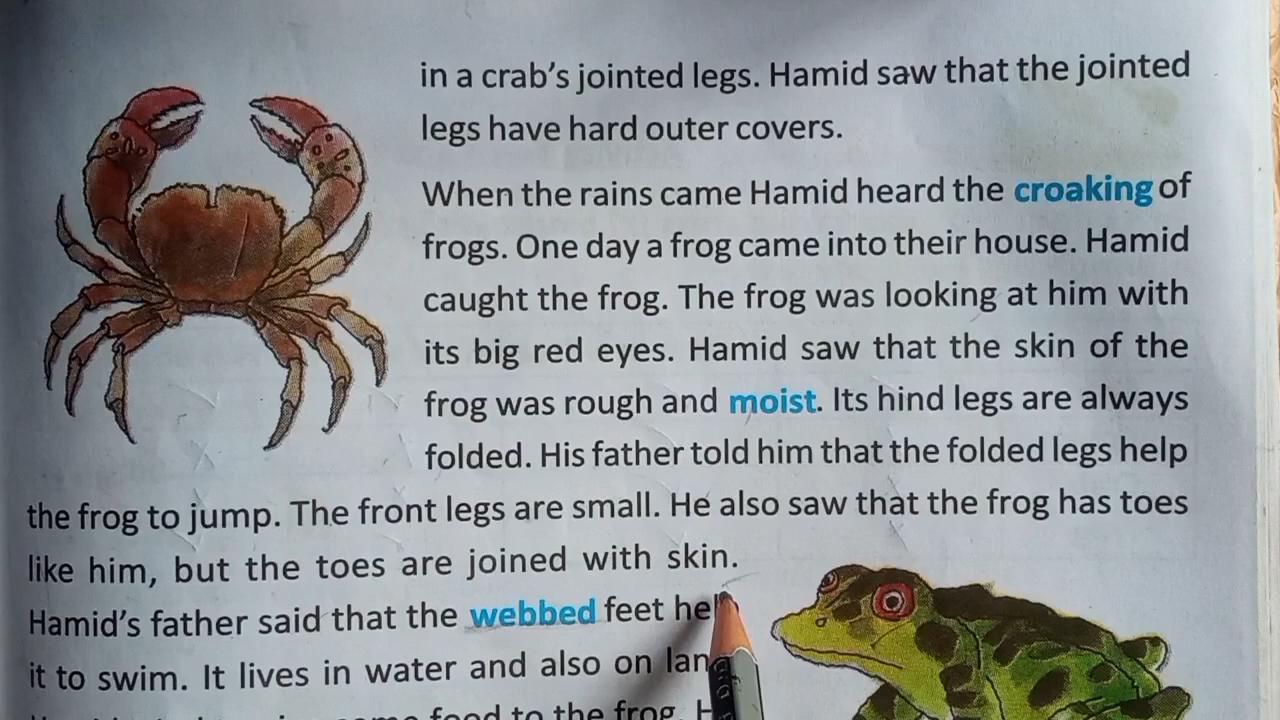 in a crab's jointed legs. Hamid saw that the jointed
legs have hard outer covers.
When the rains came Hamid heard the croaking of
frogs. One day a frog came into their house. Hamid
caught the frog. The frog was looking at him with
its big red eyes. Hamid saw that the skin of the
frog was rough and moist. Its hind legs are always
folded. His father told him that the folded legs help
the frog to jump. The front legs are small. He also saw that the frog has toes
like him, but the toes are joined with skin.
Hamid's father said that the webbed feet
it to swim. It lives in water and also on
food to the frog.